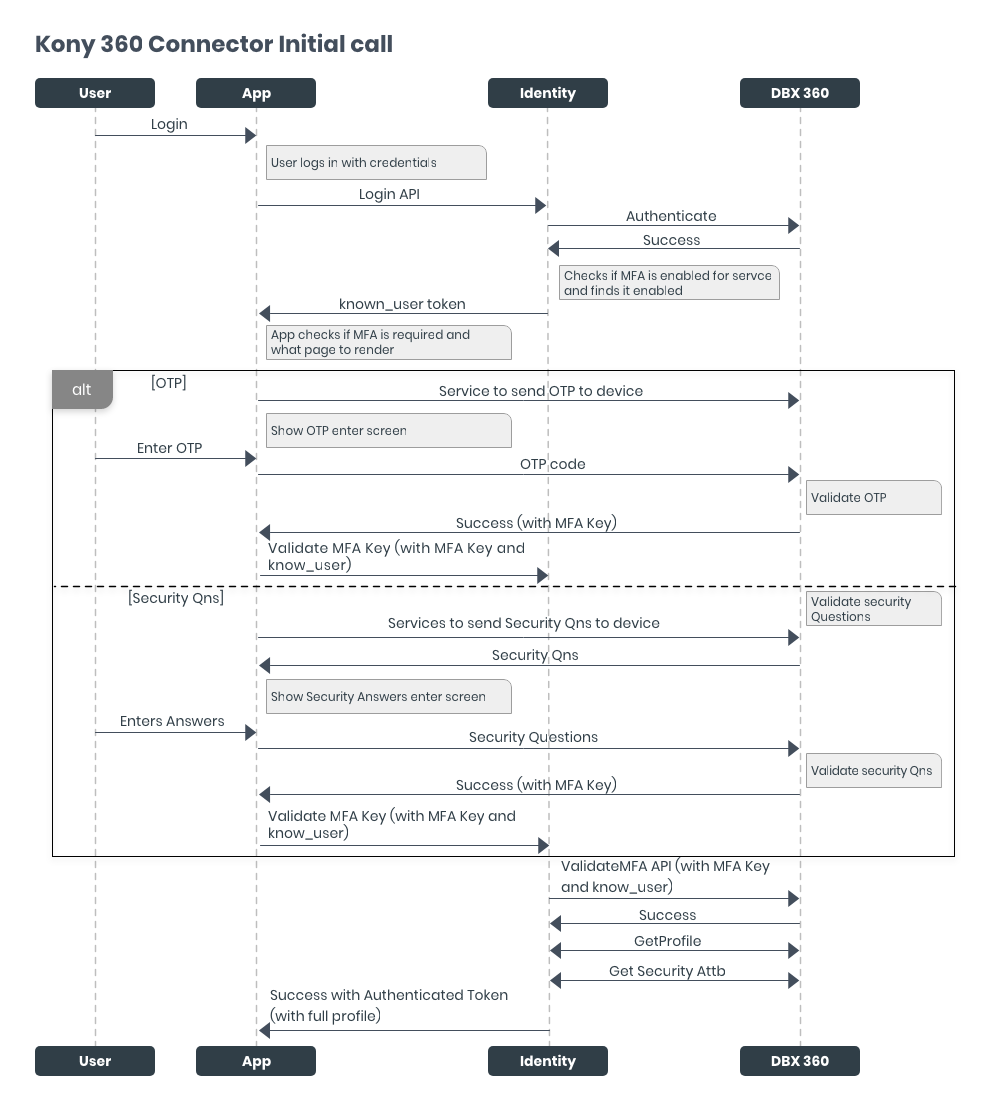 Kony 360 Connector Initial call
User
App
Identity
DBX 360
Login
User logs in with credentials
Login API
Authenticate
Success
Checks if MFA is enabled for servce
and finds it enabled
known_user token
App checks if MFA is required and
what page to render
alt
[OTP]
Service to send OTP to device
Show OTP enter screen
Enter OTP
OTP code
Validate OTP
Success (with MFA Key)
Validate MFA Key (with MFA Key and
know_user)
[Security Qns]
Validate security
Questions
Services to send Security Qns to device
Security Qns
Show Security Answers enter screen
Enters Answers
Security Questions
Validate security Qns
Success (with MFA Key)
Validate MFA Key (with MFA Key and
know_user)
ValidateMFA API (with MFA Key
and know_user)
Success
GetProfile
Get Security Attb
Success with Authenticated Token
(with full profile)
User
App
Identity
DBX 360